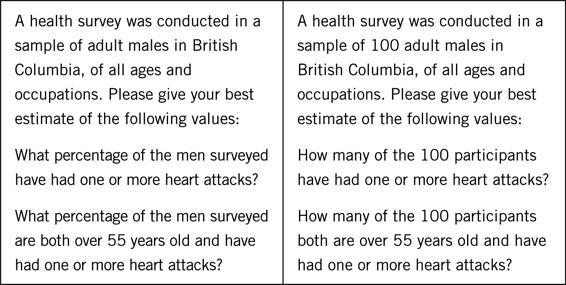 A health survey was conducted in a
sample of adult males in British
Columbia, of all ages and
occupations. Please give your best
estimate of the following values:
What percentage of the men surveyed
have had one or more heart attacks?
What percentage of the men surveyed
are both over 55 years old and have
had one or more heart attacks?
A health survey was conducted in a
sample of 100 adult males in
British Columbia, of all ages and
occupations. Please give your best
estimate of the following values:
How many of the 100 participants
have had one or more heart attacks?
How many of the 100 participants
both are over 55 years old and have
had one or more heart attacks?